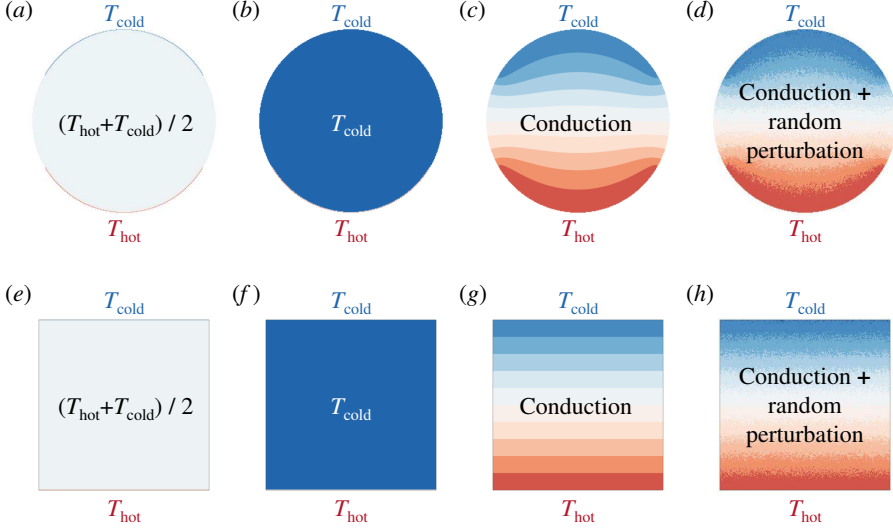 (a)
T_cold
(T_hot+T_cold) / 2
T_hot
(b)
T_cold
T_cold
T_hot
(c)
T_cold
Conduction
T_hot
(d)
T_cold
Conduction +
random
perturbation
T_hot
(e)
T_cold
(T_hot+T_cold) / 2
T_hot
(f)
T_cold
T_cold
T_hot
(g)
T_cold
Conduction
T_hot
(h)
T_cold
Conduction +
random
perturbation
T_hot